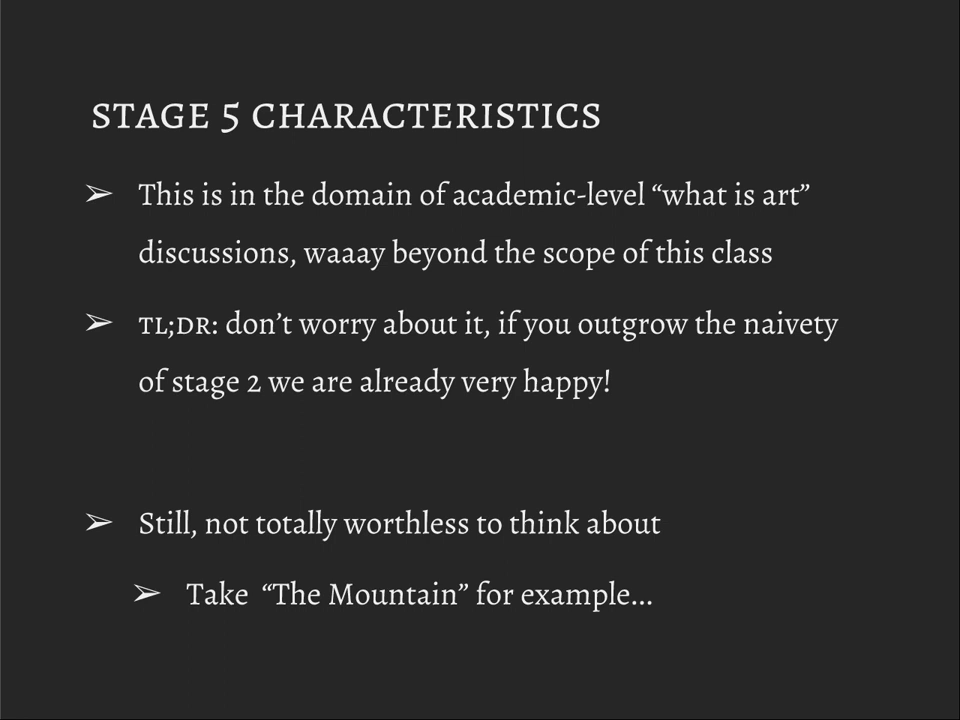 STAGE 5 CHARACTERISTICS
➢ This is in the domain of academic-level “what is art”
discussions, waaay beyond the scope of this class
➢ TL;DR: don’t worry about it, if you outgrow the naivety
of stage 2 we are already very happy!
➢ Still, not totally worthless to think about
➢ Take “The Mountain” for example...